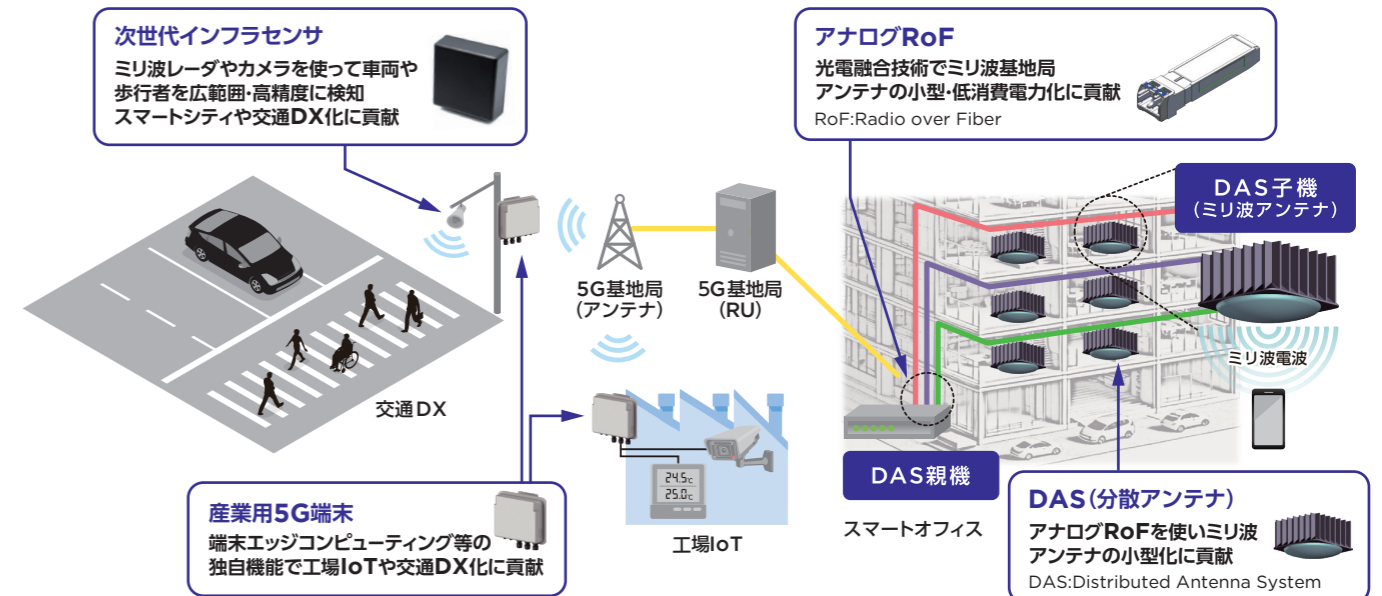 次世代インフラセンサ
ミリ波レーダやカメラを使って車両や
歩行者を広範囲・高精度に検知
スマートシティや交通DX化に貢献
アナログRoF
光電融合技術でミリ波基地局
アンテナの小型・低消費電力化に貢献
RoF:Radio over Fiber
DAS子機
(ミリ波アンテナ)
5G基地局
(アンテナ)
5G基地局
(RU)
ミリ波電波
交通DX
24.5c
25.0c
DAS親機
スマートオフィス
工場IoT
産業用5G端末
端末エッジコンピューティング等の
独自機能で工場IoTや交通DX化に貢献
DAS(分散アンテナ)
アナログRoFを使いミリ波
アンテナの小型化に貢献
DAS:Distributed Antenna System